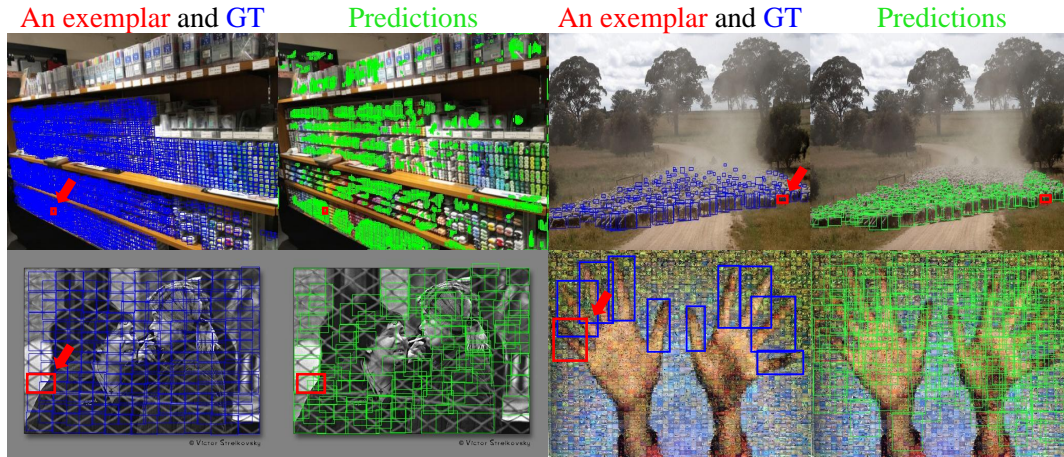 An exemplar and GT
Predictions
An exemplar and GT
Predictions
© Victor Strelkovsky
© Victor Strelkovsky